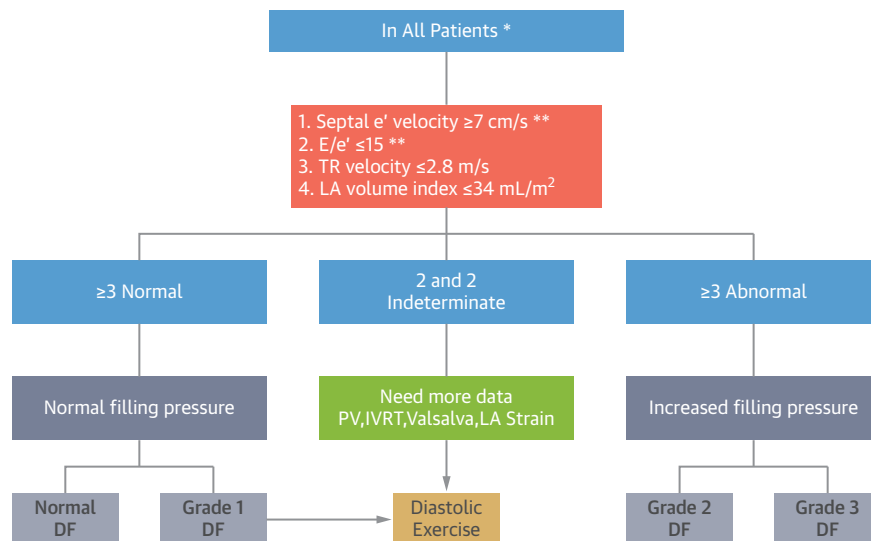 In All Patients *
1. Septal e' velocity ≥7 cm/s **
2. E/e' ≤15 **
3. TR velocity ≤2.8 m/s
4. LA volume index ≤34 mL/m²
≥3 Normal
2 and 2
Indeterminate
≥3 Abnormal
Normal filling pressure
Need more data
PV,IVRT,Valsalva,LA Strain
Increased filling pressure
Normal
DF
Grade 1
DF
Diastolic
Exercise
Grade 2
DF
Grade 3
DF